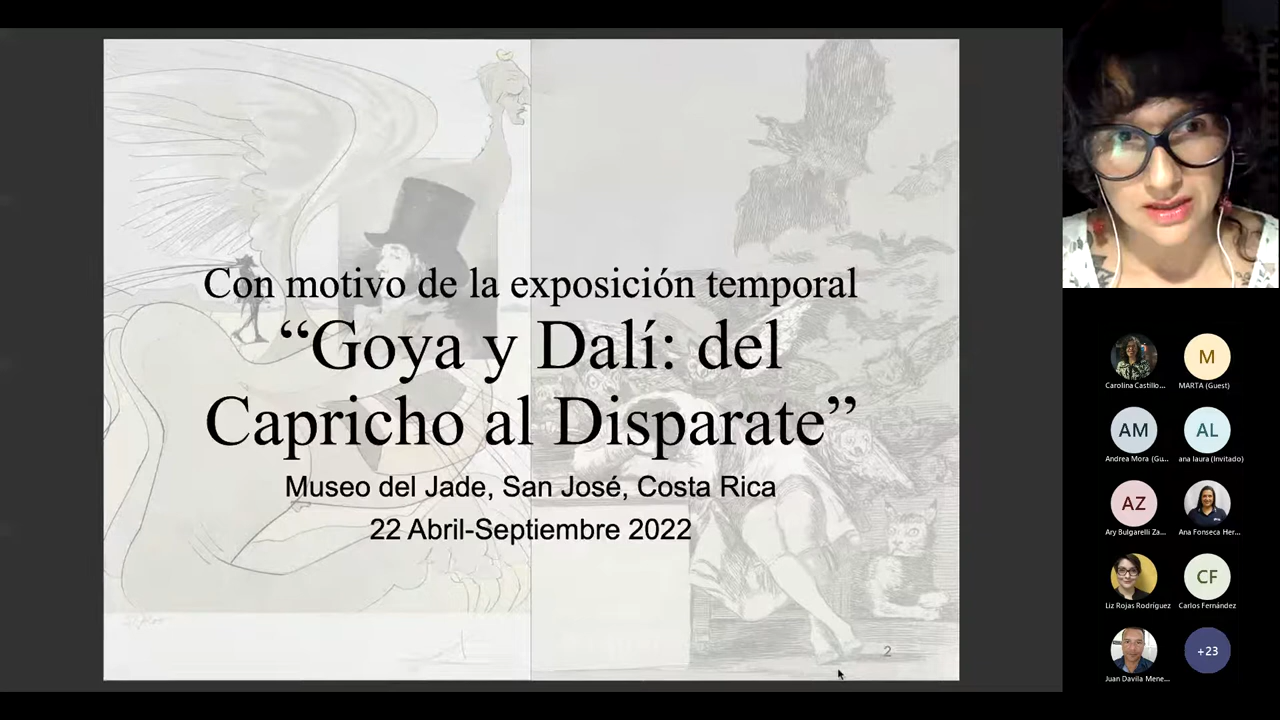 Con motivo de la exposición temporal
“Goya y Dalí: del
Capricho al Disparate”
Museo del Jade, San José, Costa Rica
22 Abril-Septiembre 2022
2
Carolina Castillo...
M
MARTA (Guest)
AM
Andrea Mora (Gu...
AL
ana laura (Invitado)
AZ
Ary Bulgarelli Za...
Ana Fonseca Her...
Liz Rojas Rodríguez
CF
Carlos Fernández
Juan Davila Mene...
+23